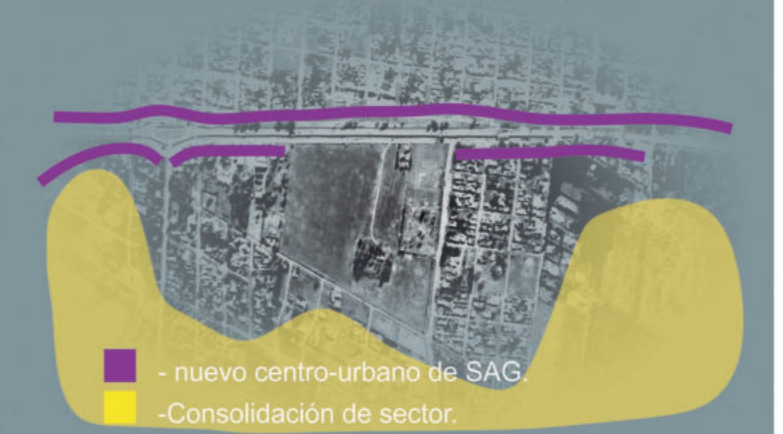 - nuevo centro-urbano de SAG.
-Consolidación de sector.